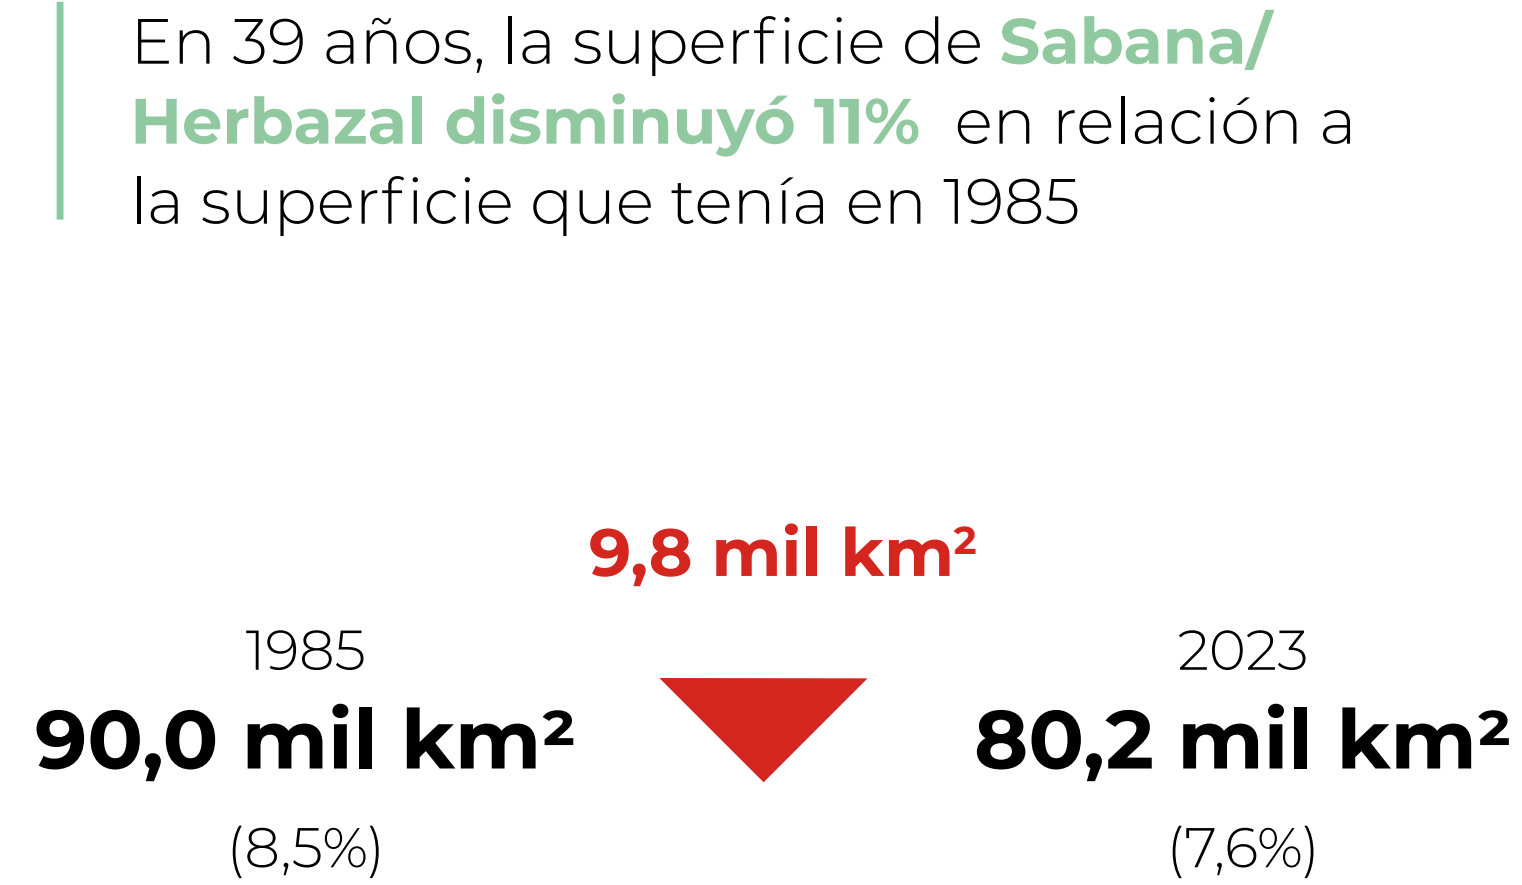 En 39 años, la superficie de Sabana/
Herbazal disminuyó 11% en relación a
la superficie que tenía en 1985
9,8 mil km²
1985
90,0 mil km²
(8,5%)
2023
80,2 mil km²
(7,6%)